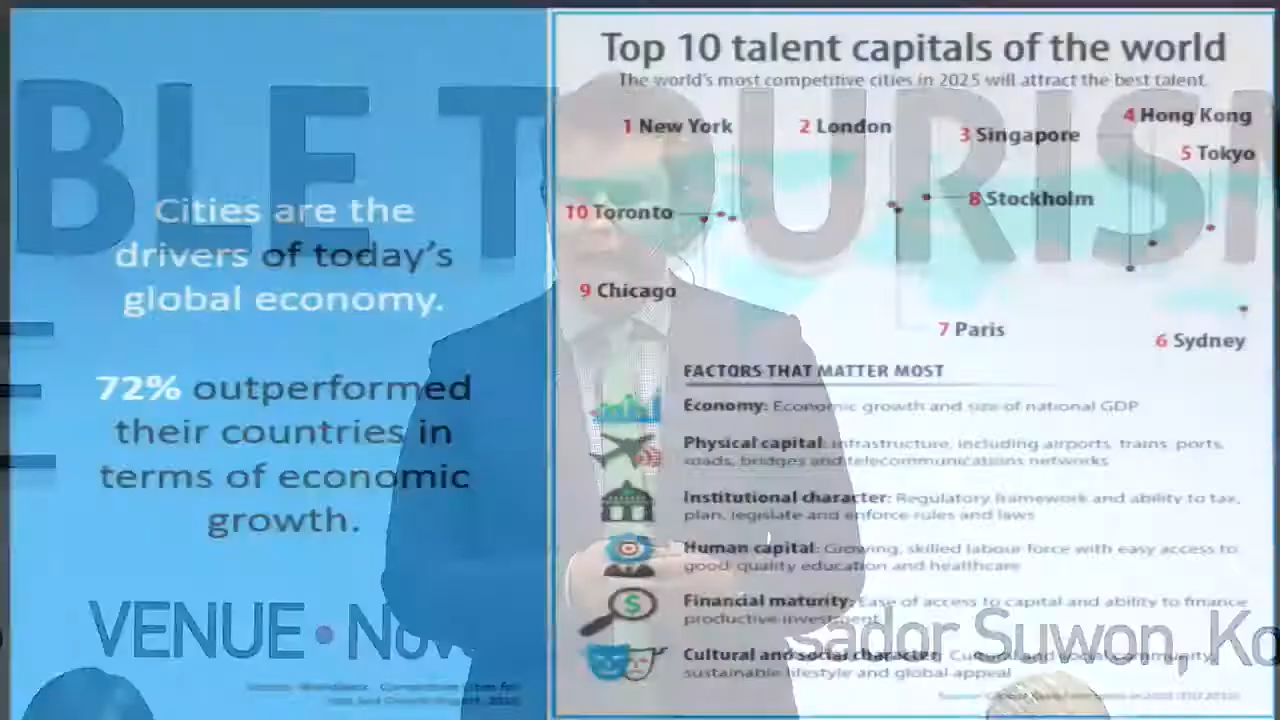 BLE TOURISM
Cities are the
drivers of today's
global economy.
72% outperformed
their countries in
terms of economic
growth.
VENUE • Nov
sador Suwon, Ko
Top 10 talent capitals of the world
The world's most competitive cities in 2025 will attract the best talent.
1 New York
2 London
3 Singapore
4 Hong Kong
5 Tokyo
10 Toronto
8 Stockholm
9 Chicago
7 Paris
6 Sydney
FACTORS THAT MATTER MOST
Economy: Economic growth and size of national GDP
Physical capital: Infrastructure, including airports, trains, ports,
roads, bridges and telecommunications networks
Institutional character: Regulatory framework and ability to tax,
plan, legislate and enforce rules and laws
Human capital: Growing, skilled labour force with easy access to
good-quality education and healthcare
Financial maturity: Ease of access to capital and ability to finance
productive investment
Cultural and social character: Cultural and social community,
sustainable lifestyle and global appeal